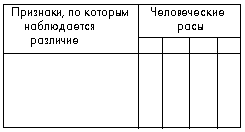 Признаки, по которым
наблюдается
различие
Человеческие
расы